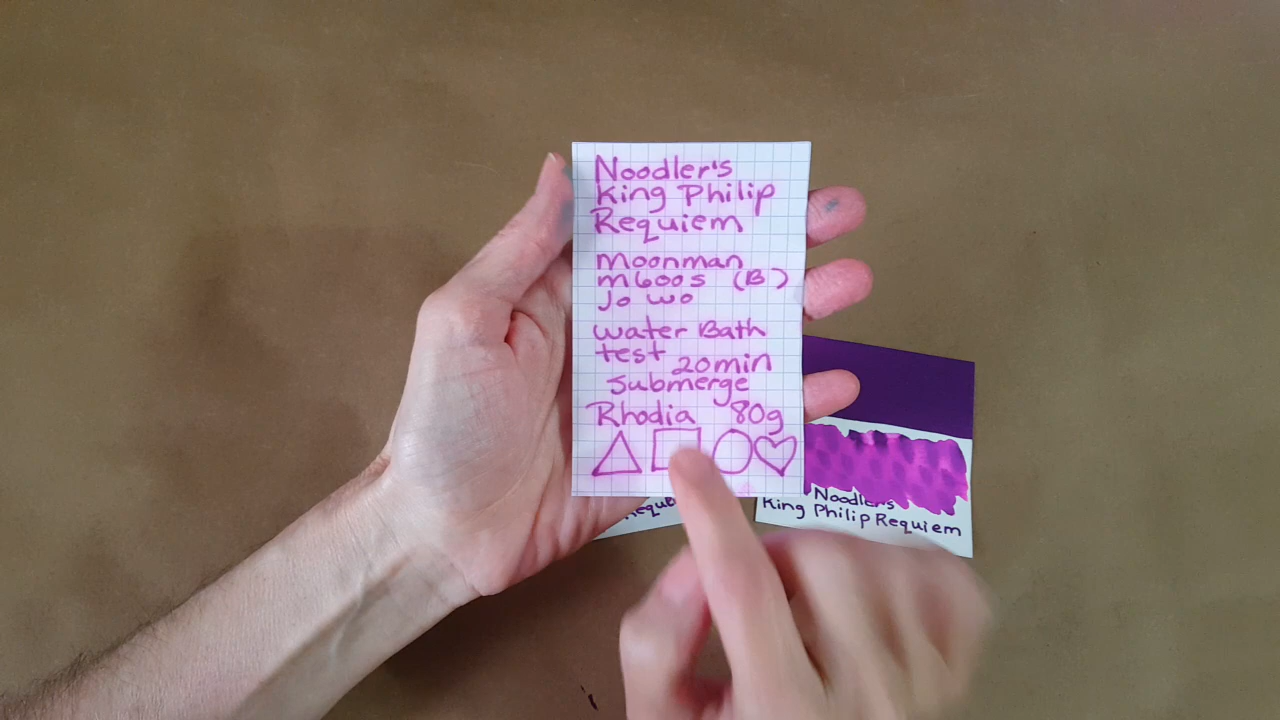 Noodler's
King Philip
Requiem
Moonman
m600s (B)
Jo wo
Water Bath
test 20min
Submerge
Rhodia 80g
Noodler's
King Philip Requiem